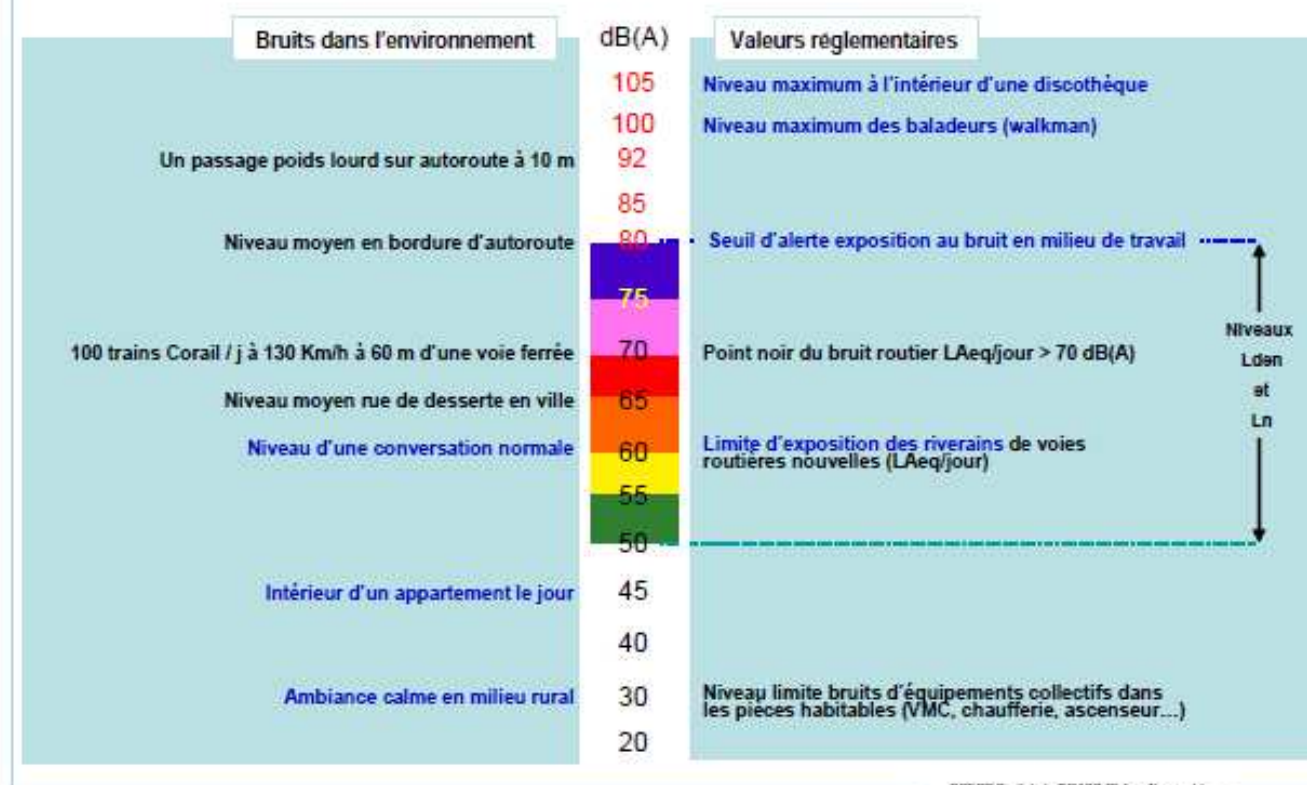 Bruits dans l'environnement
dB(A)
Valeurs réglementaires
105
Niveau maximum à l'intérieur d'une discothèque
100
Niveau maximum des baladeurs (walkman)
Un passage poids lourd sur autoroute à 10 m
92
85
Niveau moyen en bordure d'autoroute
80
Seuil d'alerte exposition au bruit en milieu de travail
75
Niveaux
Lden
et
Ln
100 trains Corail / j à 130 Km/h à 60 m d'une voie ferrée
70
Point noir du bruit routier LAeq/jour > 70 dB(A)
Niveau moyen rue de desserte en ville
65
Niveau d'une conversation normale
60
Limite d'exposition des riverains de voies
routières nouvelles (LAeq/jour)
55
50
Intérieur d'un appartement le jour
45
40
Ambiance calme en milieu rural
30
Niveau limite bruits d'équipements collectifs dans
les pièces habitables (VMC, chaufferie, ascenseur...)
20